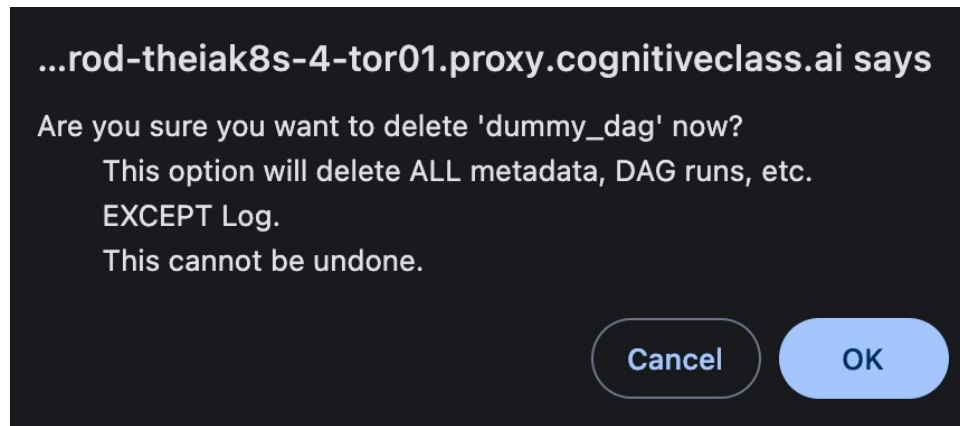 ...rod-theiak8s-4-tor01.proxy.cognitiveclass.ai says
Are you sure you want to delete 'dummy_dag' now?
This option will delete ALL metadata, DAG runs, etc.
EXCEPT Log.
This cannot be undone.
Cancel OK